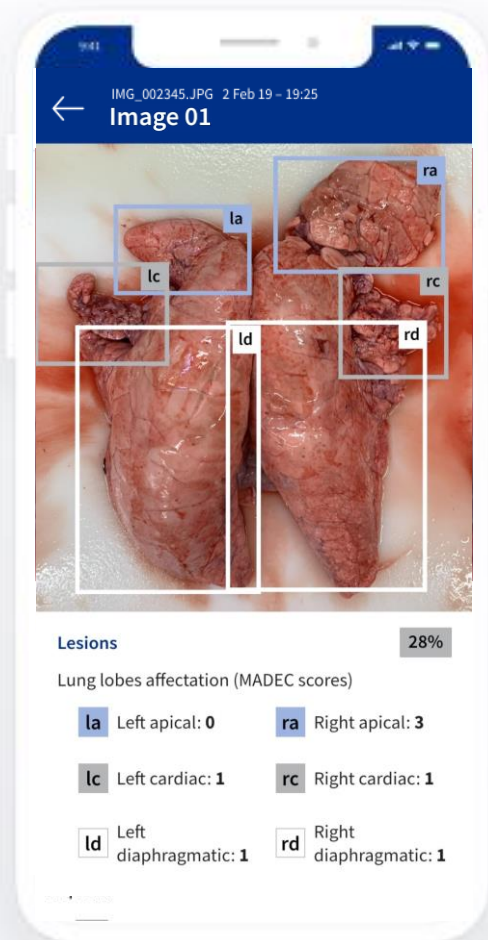 9:41
IMG_002345.JPG 2 Feb 19 – 19:25
Image 01
ra
la
lc
rc
ld
rd
Lesions
28%
Lung lobes affectation (MADEC scores)
la Left apical: 0
ra Right apical: 3
lc Left cardiac: 1
rc Right cardiac: 1
ld Left
diaphragmatic: 1
rd Right
diaphragmatic: 1